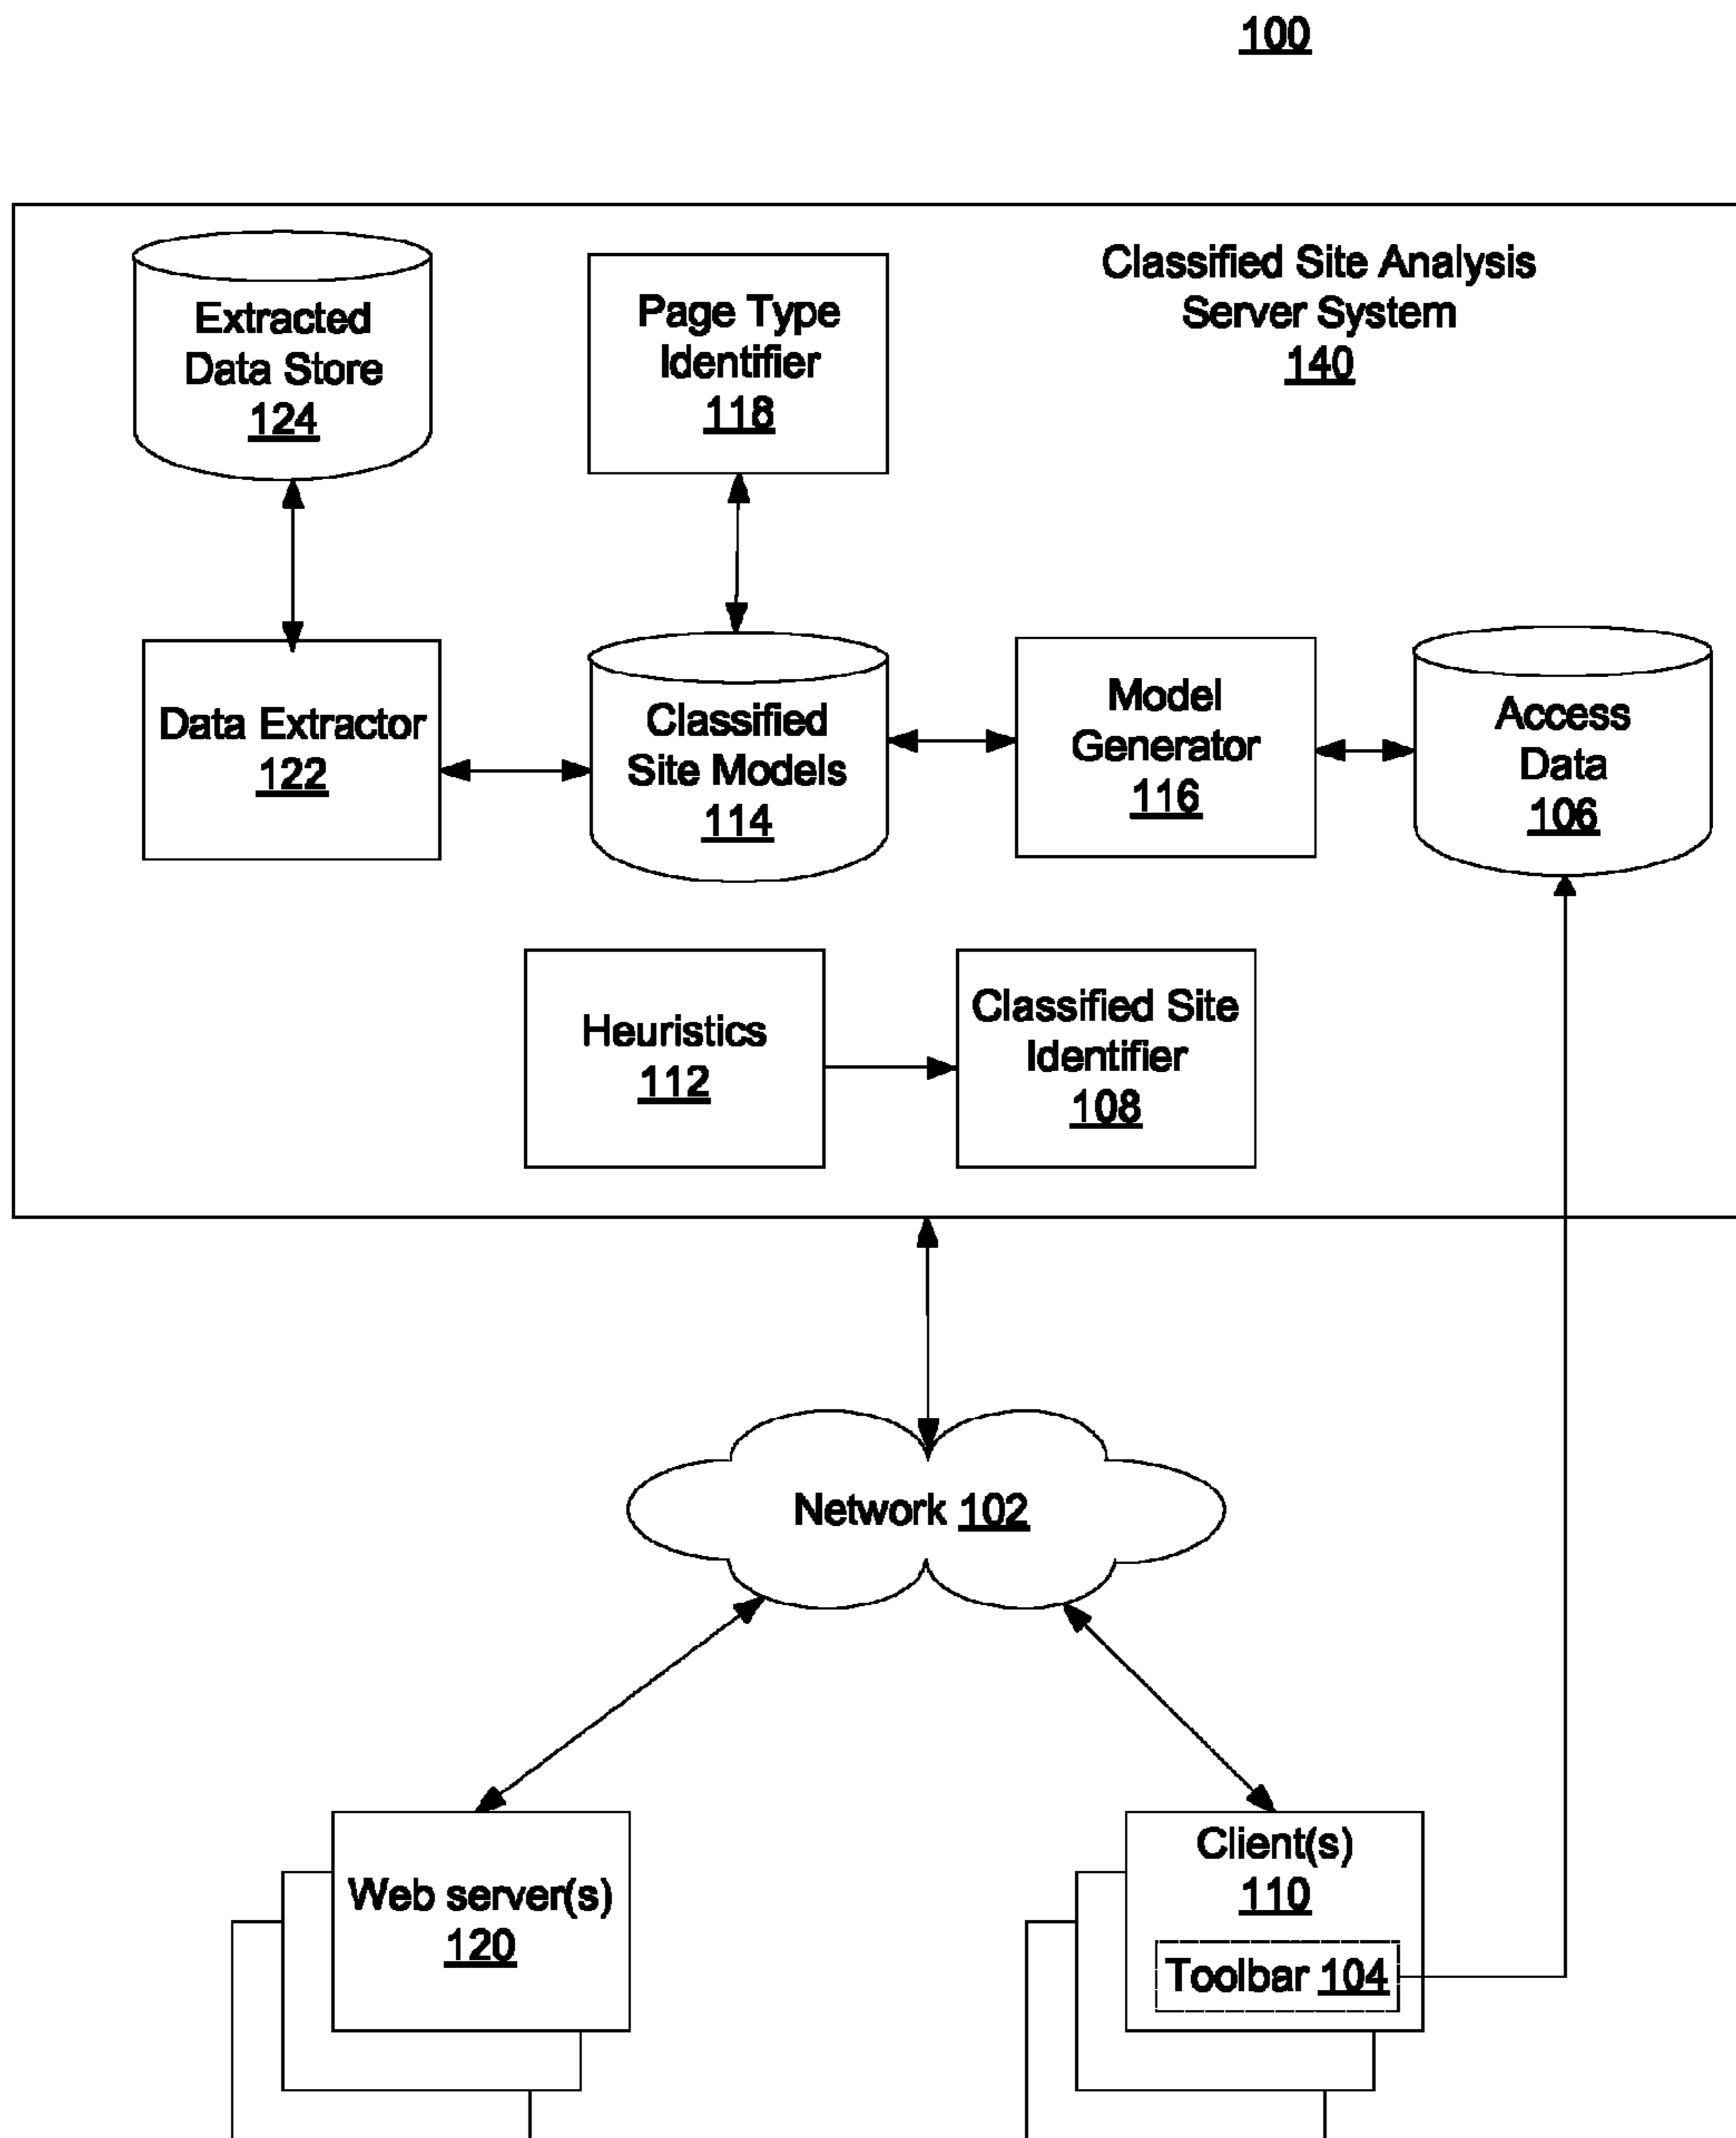 100
Classified Site Analysis
Server System
140
Extracted
Data Store
124
Page Type
Identifier
118
Data Extractor
122
Classified
Site Models
114
Model
Generator
116
Access
Data
106
Heuristics
112
Classified Site
Identifier
108
Network 102
Web server(s)
120
Client(s)
110
Toolbar 104